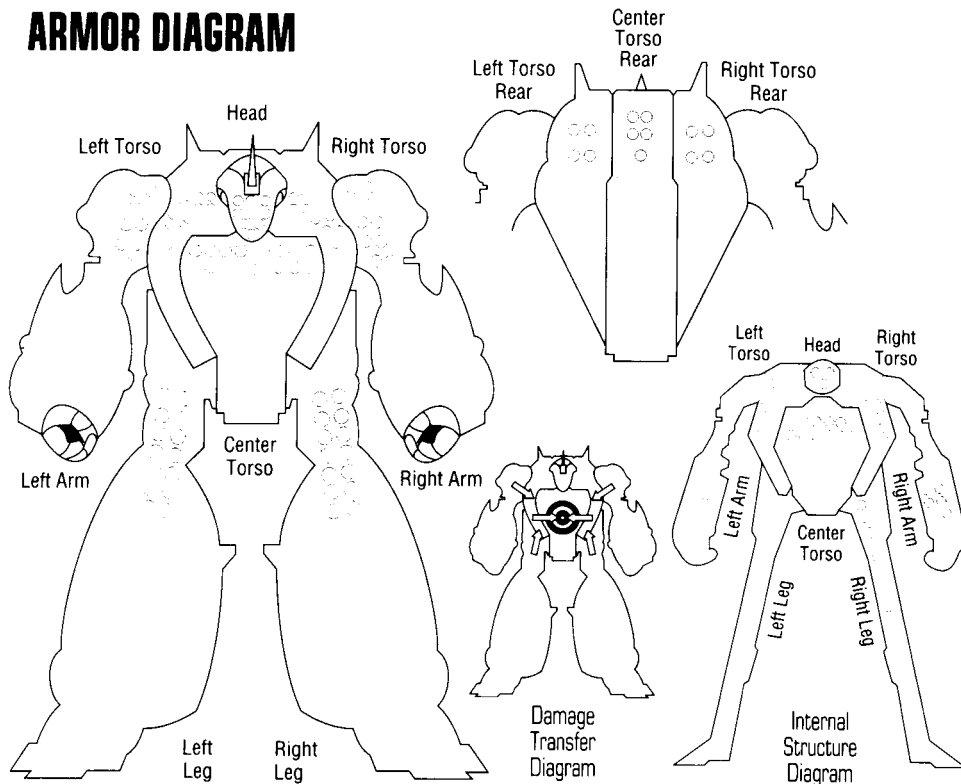 ARMOR DIAGRAM
Head
Left Torso
Right Torso
Left Arm
Center
Torso
Right Arm
Left
Leg
Right
Leg
Center
Torso
Rear
Left Torso
Rear
Right Torso
Rear
Damage
Transfer
Diagram
Left
Torso
Head
Right
Torso
Left Arm
Right Arm
Center
Torso
Left Leg
Right Leg
Internal
Structure
Diagram